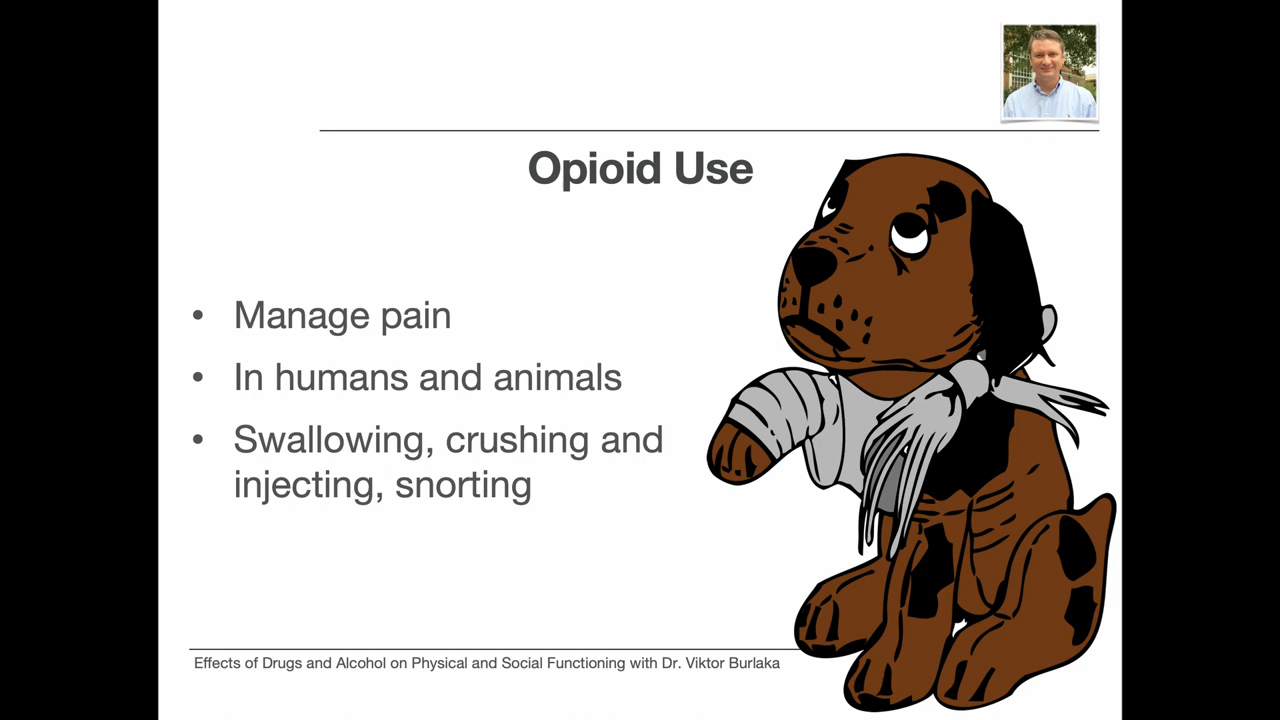 Opioid Use
• Manage pain
• In humans and animals
• Swallowing, crushing and
injecting, snorting
Effects of Drugs and Alcohol on Physical and Social Functioning with Dr. Viktor Burlaka